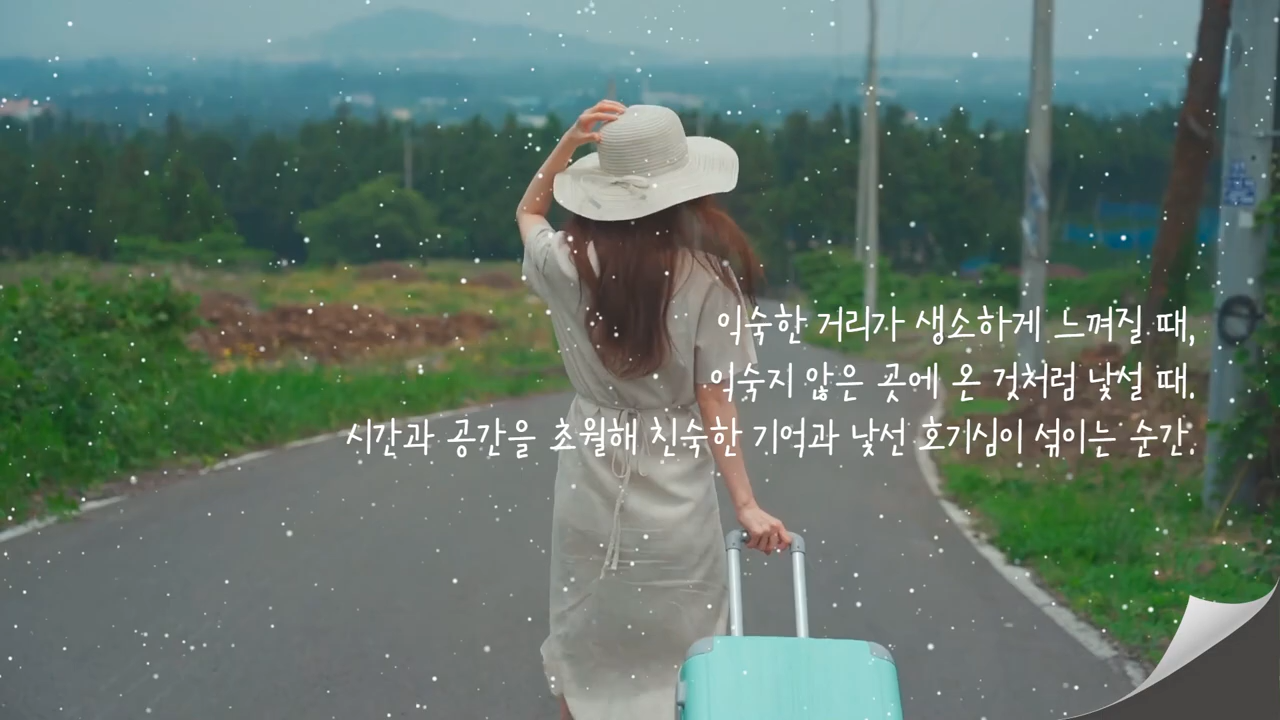 익숙한 거리가 생소하게 느껴질 때,
익숙지 않은 곳에 온 것처럼 낯설 때.
시간과 공간을 초월해 친숙한 기억과 낯선 호기심이 섞이는 순간.